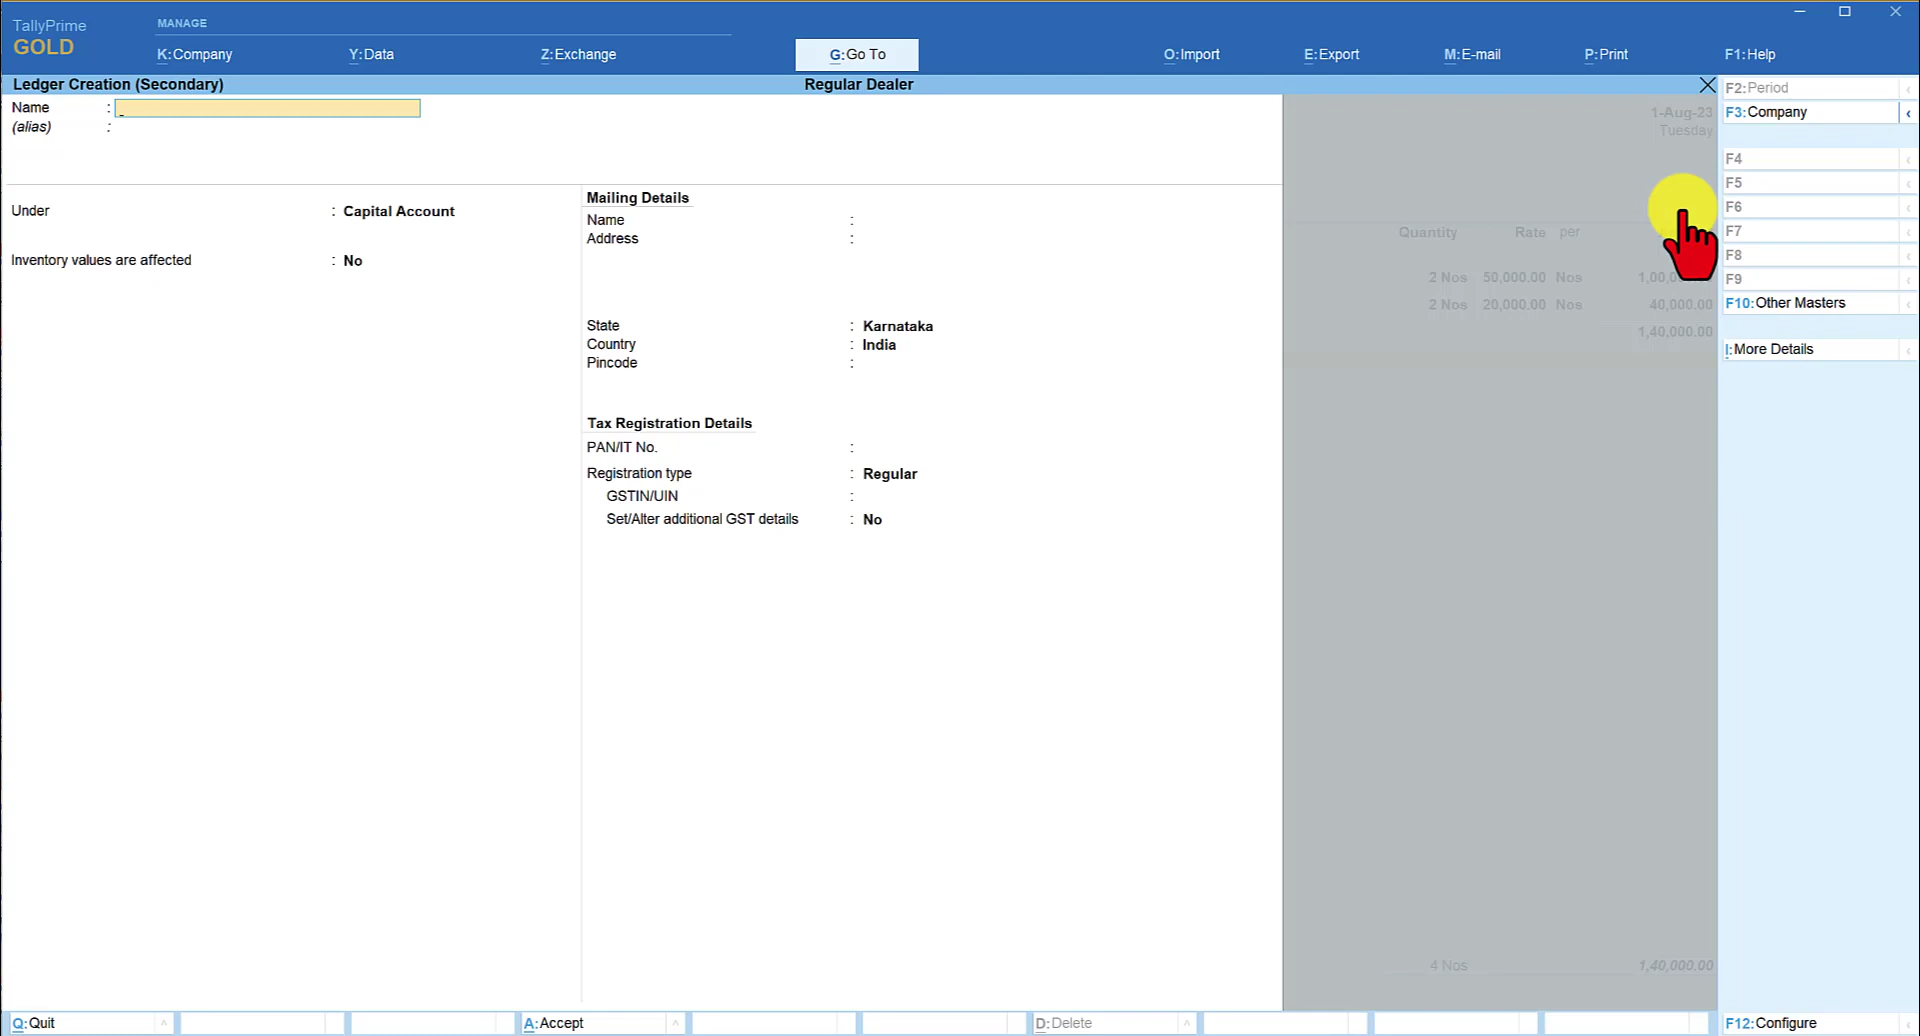 TallyPrime
GOLD
MANAGE
K:Company
Y:Data
Z:Exchange
G:Go To
O:Import
E:Export
M:E-mail
P:Print
F1:Help
Ledger Creation (Secondary)
Regular Dealer
Name :
(alias) :
Under : Capital Account
Inventory values are affected : No
Mailing Details
Name :
Address :
State : Karnataka
Country : India
Pincode :
Tax Registration Details
PAN/IT No. :
Registration type : Regular
GSTIN/UIN :
Set/Alter additional GST details : No
1-Aug-23
Tuesday
Quantity Rate per
2 Nos 50,000.00 Nos
2 Nos 20,000.00 Nos 40,000.00
1,40,000.00
4 Nos 1,40,000.00
F2:Period
F3:Company
F4
F5
F6
F7
F8
F9
F10:Other Masters
I:More Details
Q:Quit
A:Accept
D:Delete
F12:Configure